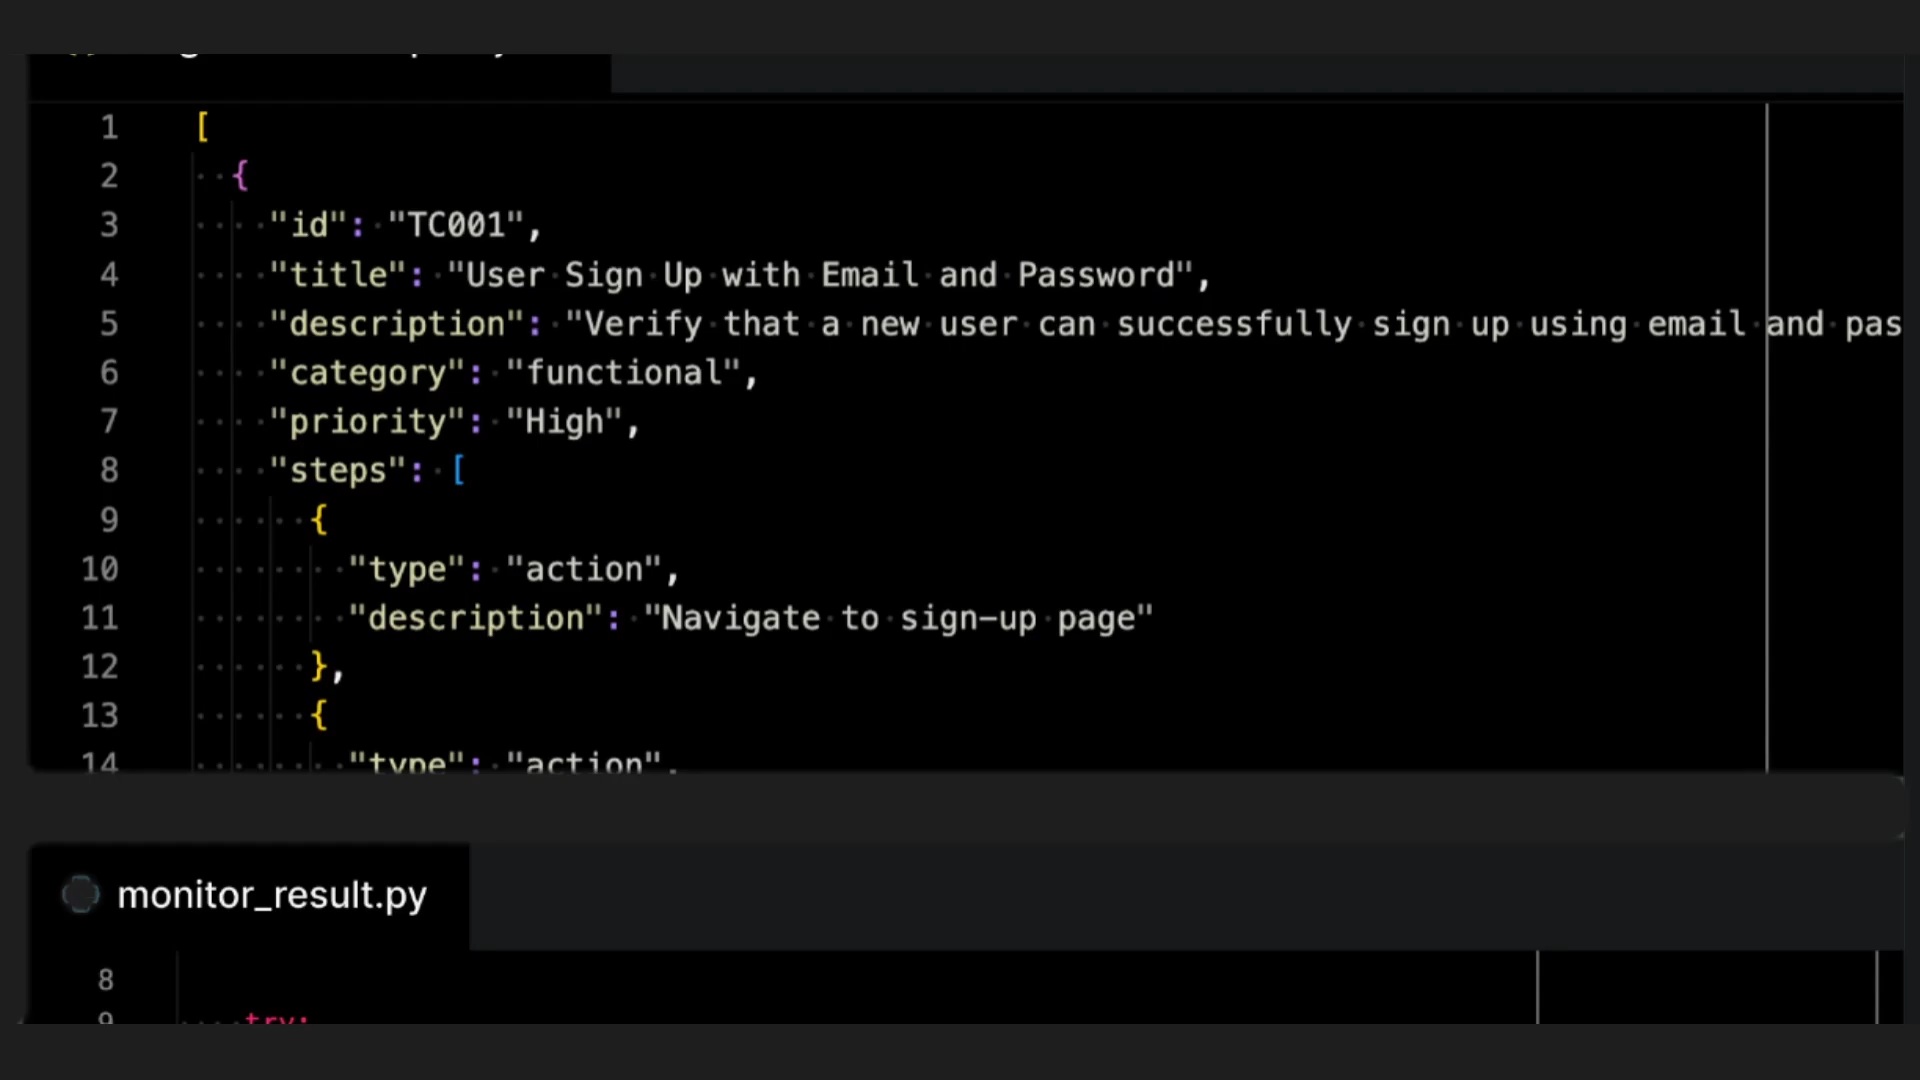 1 [
2 {
3 "id": "TC001",
4 "title": "User Sign Up with Email and Password",
5 "description": "Verify that a new user can successfully sign up using email and pas
6 "category": "functional",
7 "priority": "High",
8 "steps": [
9 {
10 "type": "action",
11 "description": "Navigate to sign-up page"
12 },
13 {
14 "type": "action",
monitor_result.py
8
9 try: